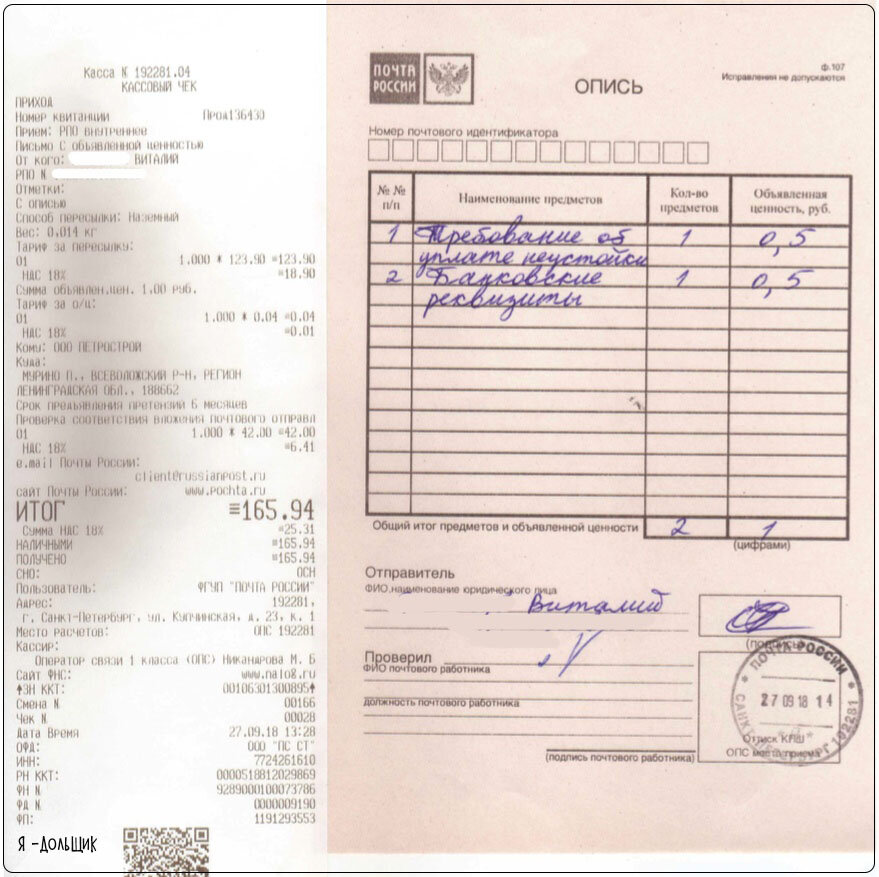 Касса N 192281.04
КАССОВЫЙ ЧЕК
ПРИХОД
Номер квитанции Прод136430
Прием: РПО внутреннее
Письмо С объявленной ценностью
От кого: ВИТАЛИЙ
РПО N
Отметки:
С описью
Способ пересылки: Наземный
Вес: 0.014 кг
Тариф за пересылку:
01 1.000 * 123.90 =123.90
НДС 18% =18.90
Сумма объявлен.цен. 1.00 руб.
Тариф за о/ц:
01 1.000 * 0.04 =0.04
НДС 18% =0.01
Кому: ООО ПЕТРОСТРОЙ
Куда:
МУРИНО П., ВСЕВОЛОЖСКИЙ Р-Н, РЕГИОН
ЛЕНИНГРАДСКАЯ ОБЛ., 188662
Срок предъявления претензий 6 месяцев
Проверка соответствия вложения почтового отправл
01 1.000 * 42.00 =42.00
НДС 18% =6.41
e.mail Почты России:
client@russianpost.ru
сайт Почты России: www.pochta.ru
ИТОГ =165.94
Сумма НДС 18% =25.31
НАЛИЧНЫМИ =165.94
ПОЛУЧЕНО =165.94
СНО: ОСН
Пользователь: ФГУП "ПОЧТА РОССИИ"
Адрес: 192281,
г. Санкт-Петербург, ул. Купчинская, д. 23, к. 1
Место расчетов: ОПС 192281
Кассир:
Оператор связи 1 класса (ОПС) Никандрова М. Б
Сайт ФНС: www.nalog.ru
ЗН ККТ: 00106301300895
Смена N 00166
Чек N 00028
Дата Время 27.09.18 13:28
ОФД: ООО "ПС СТ"
ИНН: 7724261610
РН ККТ: 0000518812029869
ФН N 9289000100073786
ФД N 0000009190
ФП: 1191293553
Я -ДОЛЬЩИК
ПОЧТА
РОССИИ
ОПИСЬ
ф.107
Исправления не допускаются
Номер почтового идентификатора
№ № п/п Наименование предметов Кол-во предметов Объявленная ценность, руб.
1 Требование об 1 0,5
уплате неустойки
2 Банковские 1 0,5
реквизиты
Общий итог предметов и объявленной ценности 2 1
(цифрами)
Отправитель
ФИО,наименование юридического лица
Виталий
(подпись)
Проверил
ФИО почтового работника
должность почтового работника
(подпись почтового работника)
Оттиск КПШ
ОПС места приема
ПОЧТА РОССИИ
27 09 18 14
САНКТ-ПЕТЕРБУРГ 192281